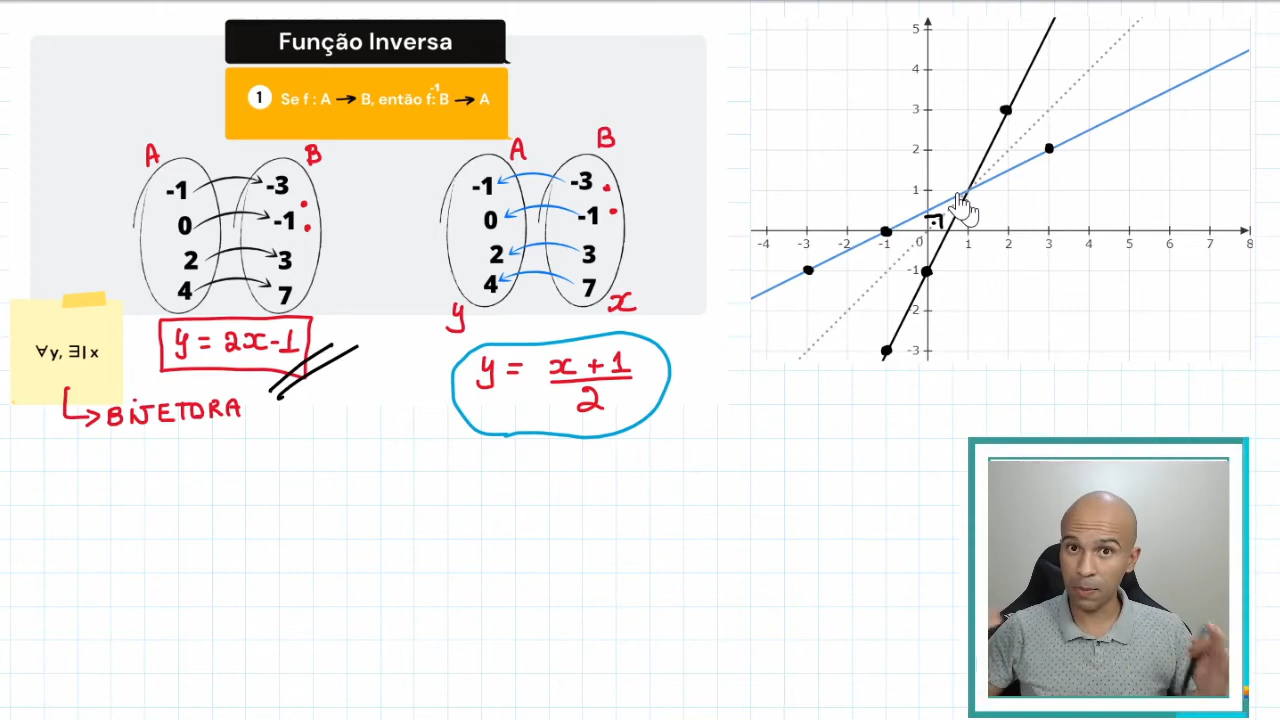 Função Inversa
1 Se f : A → B, então f⁻¹: B → A
A B
-1 -3
0 -1
2 3
4 7
y = 2x-1
∀y, ∃| x
↳ BIJETORA
A B
-1 -3
0 -1
2 3
4 7
y x
y = x + 1
2
5
4
3
2
1
-4 -3 -2 -1 0 1 2 3 4 5 6 7 8
-1
-2
-3